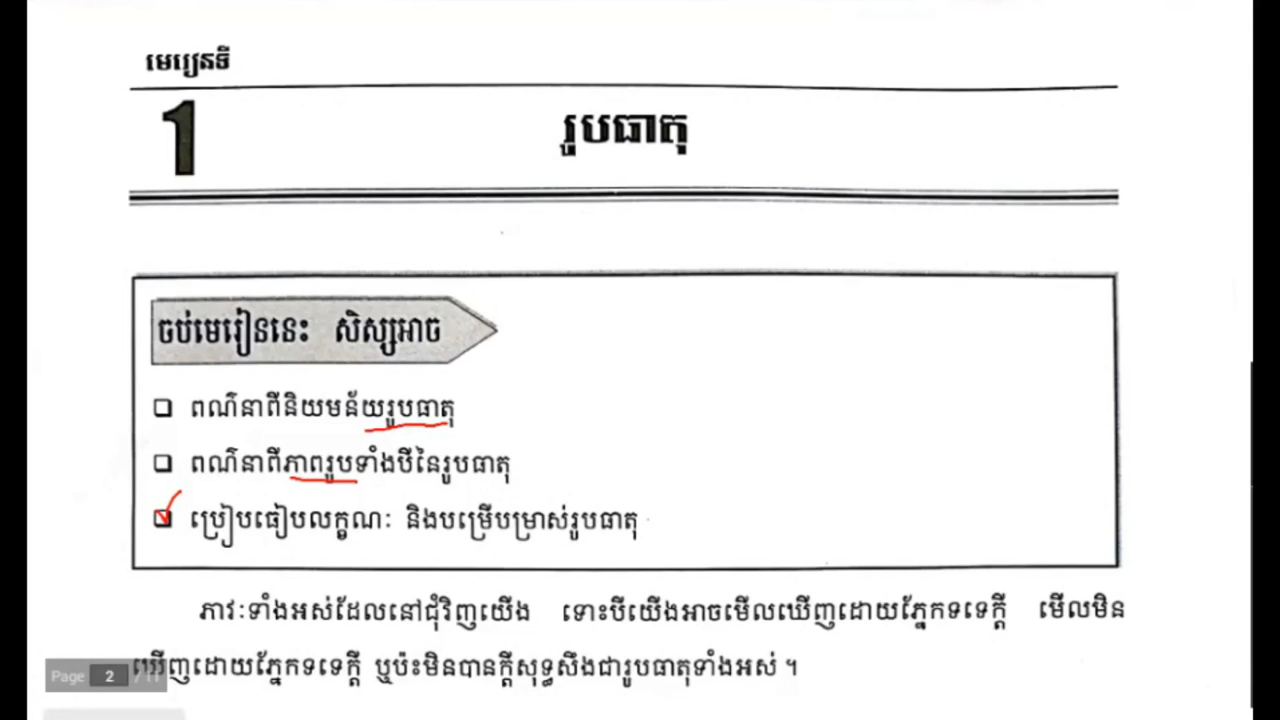 មេរៀនទី
1
រូបធាតុ
ចប់មេរៀននេះ សិស្សអាច
ពណ៌នាពីនិយមន័យរូបធាតុ
ពណ៌នាពីភាពរូបទាំងបីនៃរូបធាតុ
ប្រៀបធៀបលក្ខណៈ និងបម្រើបម្រាស់រូបធាតុ
ភាវៈទាំងអស់ដែលនៅជុំវិញយើង ទោះបីយើងអាចមើលឃើញដោយភ្នែកទទេក្ដី មើលមិន
ឃើញដោយភ្នែកទទេក្ដី ឬប៉ះមិនបានក្ដីសុទ្ធសឹងជារូបធាតុទាំងអស់ ។
Page 2 / 11